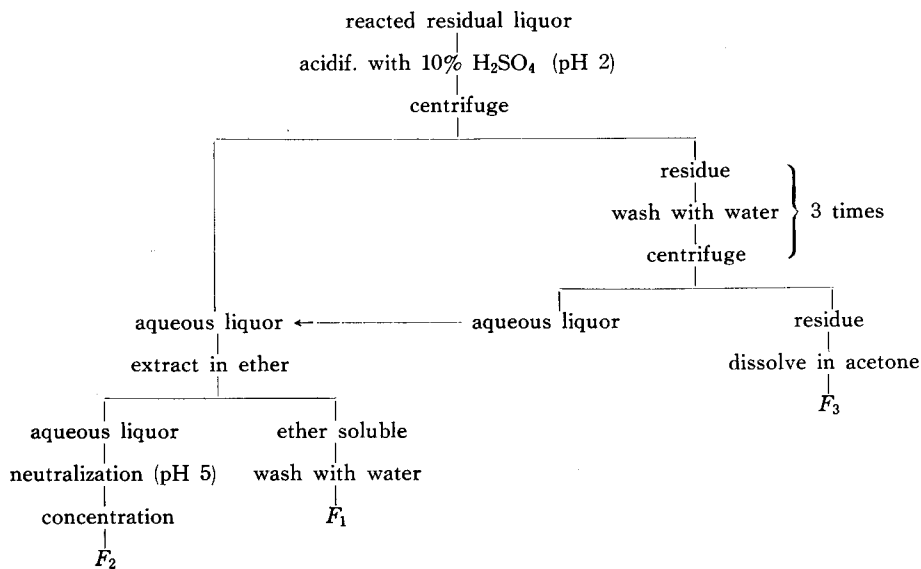 reacted residual liquor
acidif. with 10% H₂SO₄ (pH 2)
centrifuge
residue
wash with water
3 times
centrifuge
aqueous liquor
aqueous liquor
residue
extract in ether
dissolve in acetone
F₃
aqueous liquor
ether soluble
neutralization (pH 5)
wash with water
concentration
F₁
F₂